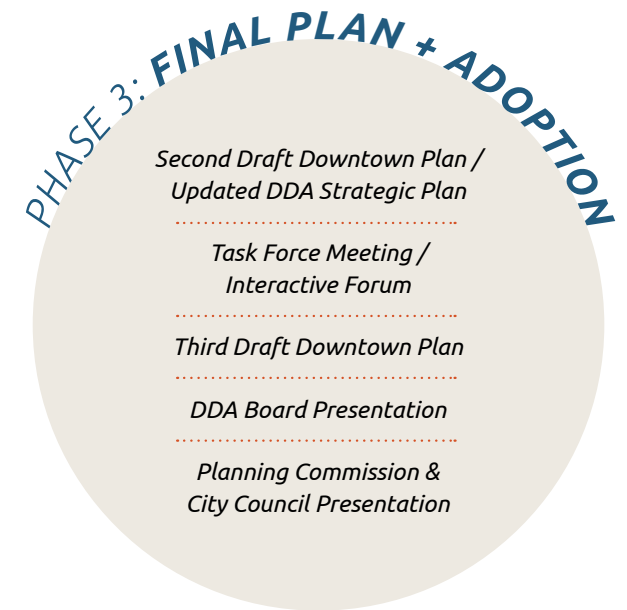 PHASE 3: FINAL PLAN + ADOPTION
Second Draft Downtown Plan /
Updated DDA Strategic Plan
Task Force Meeting /
Interactive Forum
Third Draft Downtown Plan
DDA Board Presentation
Planning Commission &
City Council Presentation